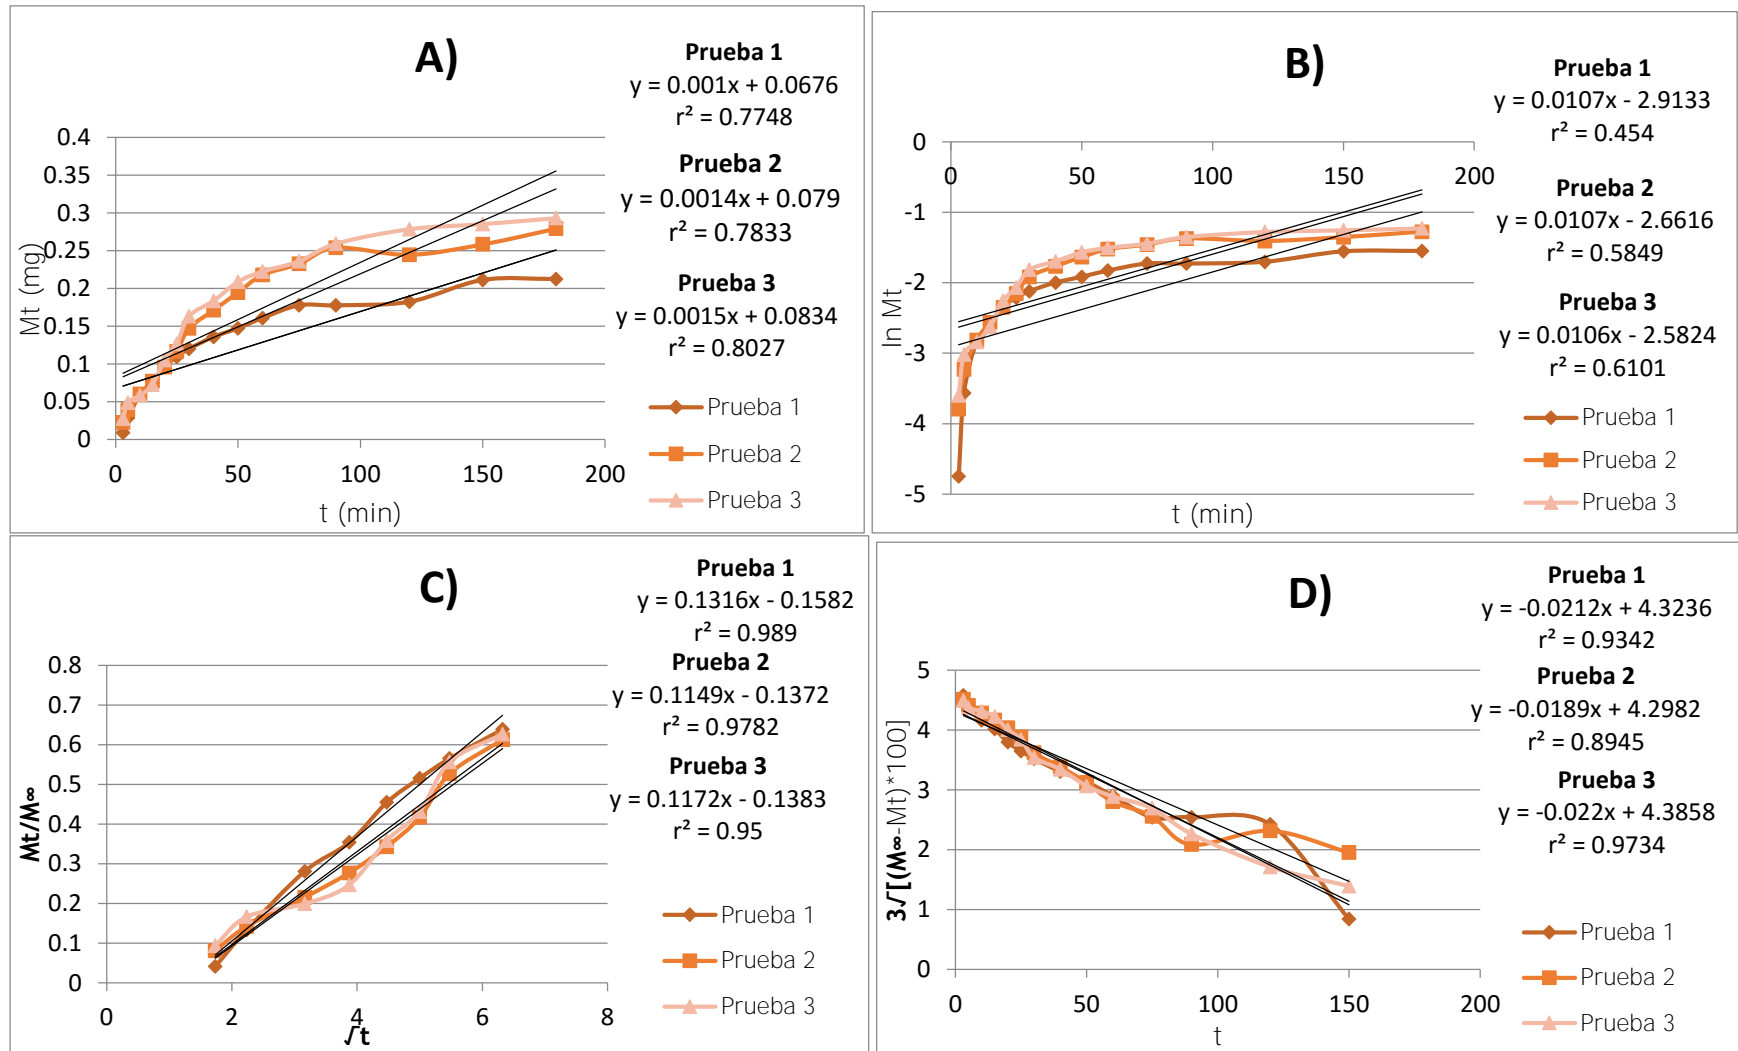 A)
Prueba 1
y = 0.001x + 0.0676
r² = 0.7748
Prueba 2
y = 0.0014x + 0.079
r² = 0.7833
Prueba 3
y = 0.0015x + 0.0834
r² = 0.8027
Mt (mg)
0.4
0.35
0.3
0.25
0.2
0.15
0.1
0.05
0
0 50 100 150 200
t (min)
Prueba 1
Prueba 2
Prueba 3
B)
Prueba 1
y = 0.0107x - 2.9133
r² = 0.454
Prueba 2
y = 0.0107x - 2.6616
r² = 0.5849
Prueba 3
y = 0.0106x - 2.5824
r² = 0.6101
ln Mt
0
-1
-2
-3
-4
-5
0 50 100 150 200
t (min)
Prueba 1
Prueba 2
Prueba 3
C)
Prueba 1
y = 0.1316x - 0.1582
r² = 0.989
Prueba 2
y = 0.1149x - 0.1372
r² = 0.9782
Prueba 3
y = 0.1172x - 0.1383
r² = 0.95
Mt/M∞
0.8
0.7
0.6
0.5
0.4
0.3
0.2
0.1
0
0 2 4 6 8
√t
Prueba 1
Prueba 2
Prueba 3
D)
Prueba 1
y = -0.0212x + 4.3236
r² = 0.9342
Prueba 2
y = -0.0189x + 4.2982
r² = 0.8945
Prueba 3
y = -0.022x + 4.3858
r² = 0.9734
3√[(M∞-Mt)*100]
5
4
3
2
1
0
0 50 100 150 200
t
Prueba 1
Prueba 2
Prueba 3